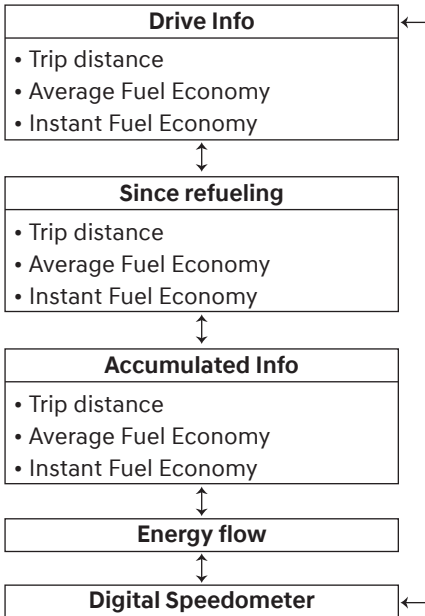 Drive Info
• Trip distance
• Average Fuel Economy
• Instant Fuel Economy
Since refueling
• Trip distance
• Average Fuel Economy
• Instant Fuel Economy
Accumulated Info
• Trip distance
• Average Fuel Economy
• Instant Fuel Economy
Energy flow
Digital Speedometer